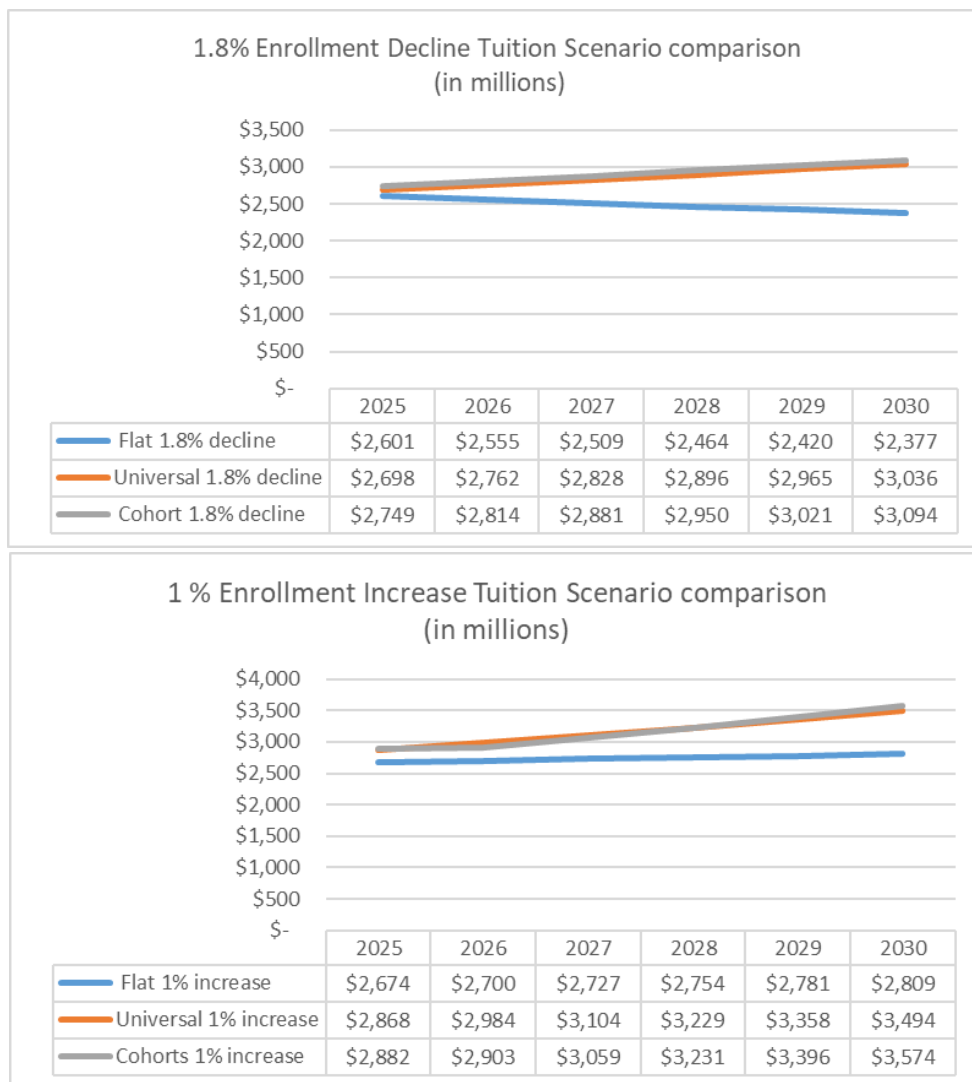 1.8% Enrollment Decline Tuition Scenario comparison
(in millions)
$3,500
$3,000
$2,500
$2,000
$1,500
$1,000
$500
$-
2025 2026 2027 2028 2029 2030
Flat 1.8% decline $2,601 $2,555 $2,509 $2,464 $2,420 $2,377
Universal 1.8% decline $2,698 $2,762 $2,828 $2,896 $2,965 $3,036
Cohort 1.8% decline $2,749 $2,814 $2,881 $2,950 $3,021 $3,094
1 % Enrollment Increase Tuition Scenario comparison
(in millions)
$4,000
$3,500
$3,000
$2,500
$2,000
$1,500
$1,000
$500
$-
2025 2026 2027 2028 2029 2030
Flat 1% increase $2,674 $2,700 $2,727 $2,754 $2,781 $2,809
Universal 1% increase $2,868 $2,984 $3,104 $3,229 $3,358 $3,494
Cohorts 1% increase $2,882 $2,903 $3,059 $3,231 $3,396 $3,574